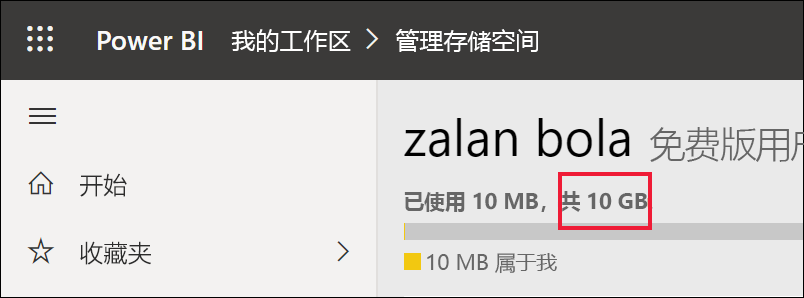 Power BI 我的工作区 > 管理存储空间
zalan bola 免费版用户
已使用 10 MB，共 10 GB
开始
10 MB 属于我
收藏夹